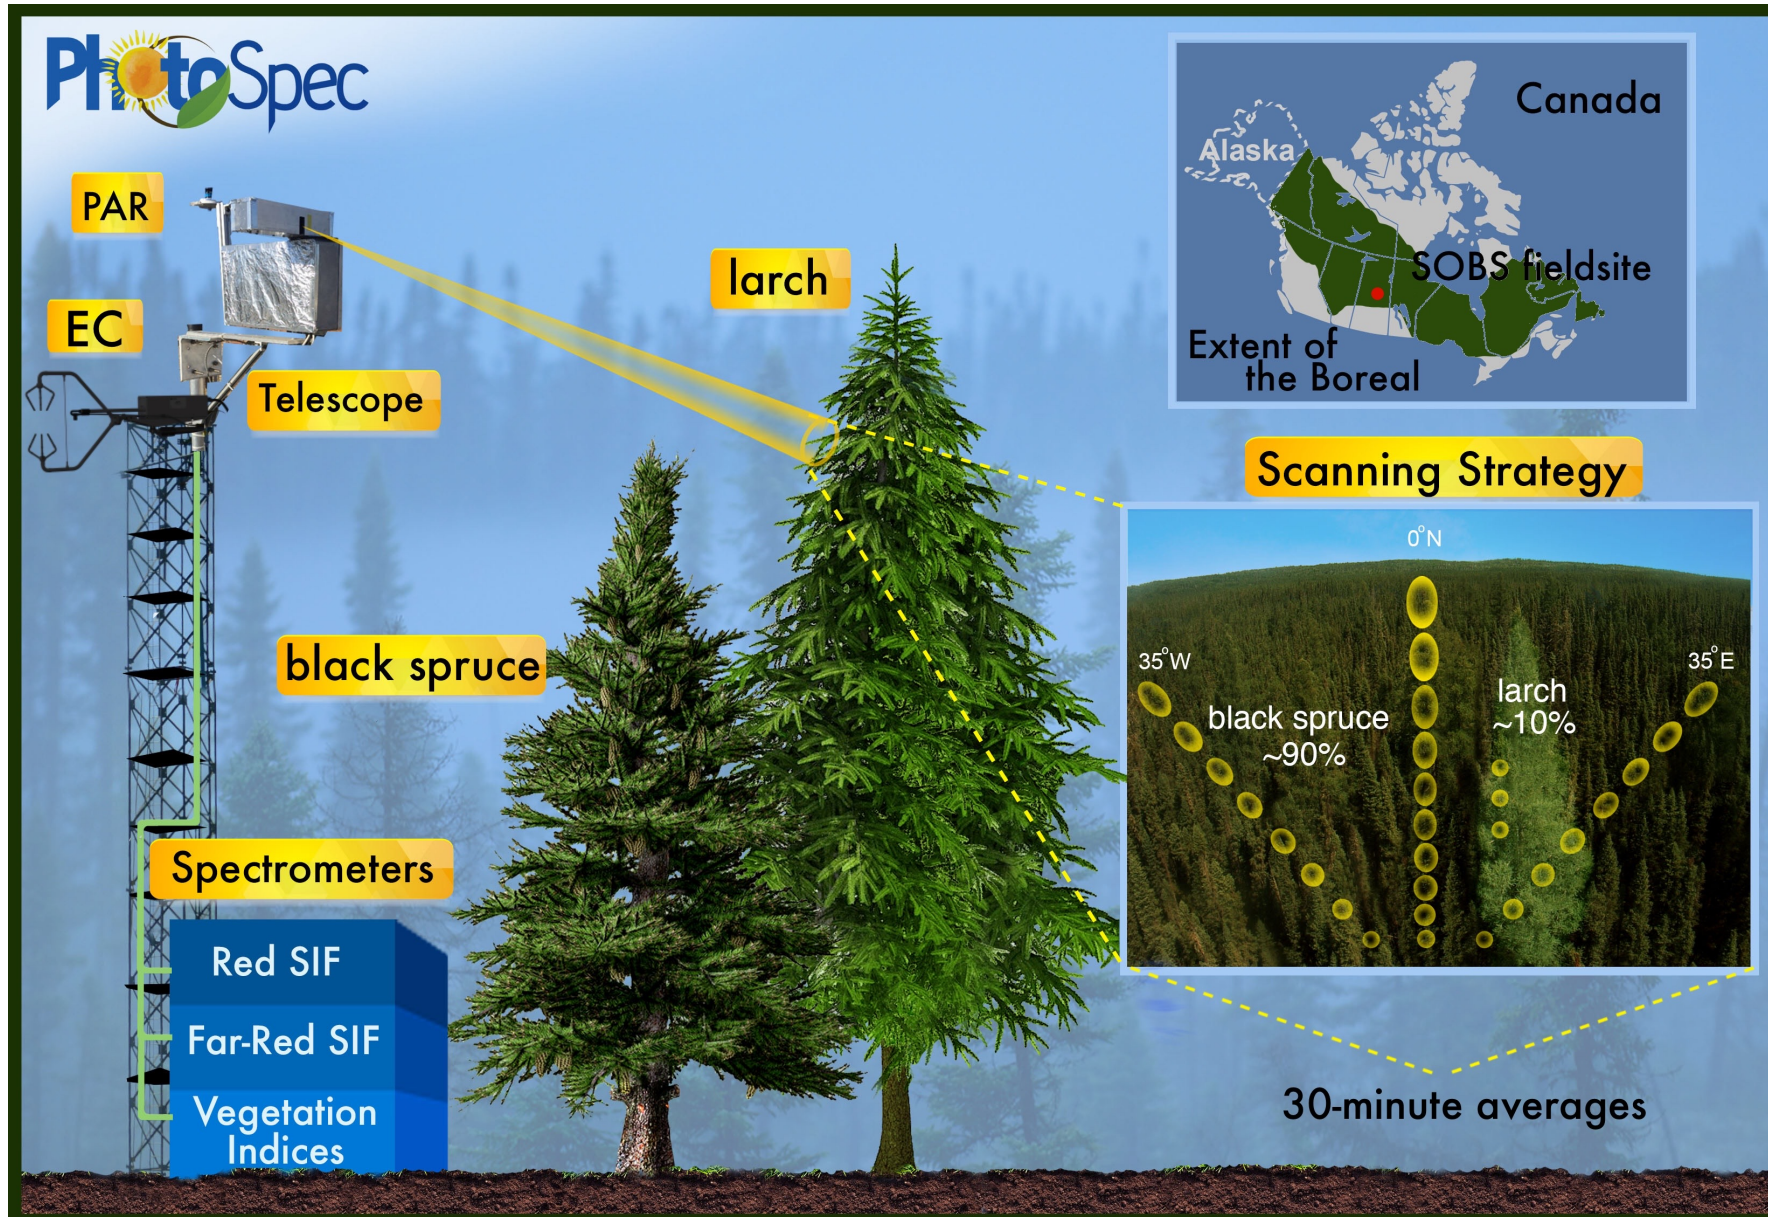 PhotoSpec
PAR
EC
Telescope
larch
black spruce
Spectrometers
Red SIF
Far-Red SIF
Vegetation
Indices
Canada
Alaska
SOBS fieldsite
Extent of
the Boreal
Scanning Strategy
0°N
35°W
35°E
black spruce
~90%
larch
~10%
30-minute averages